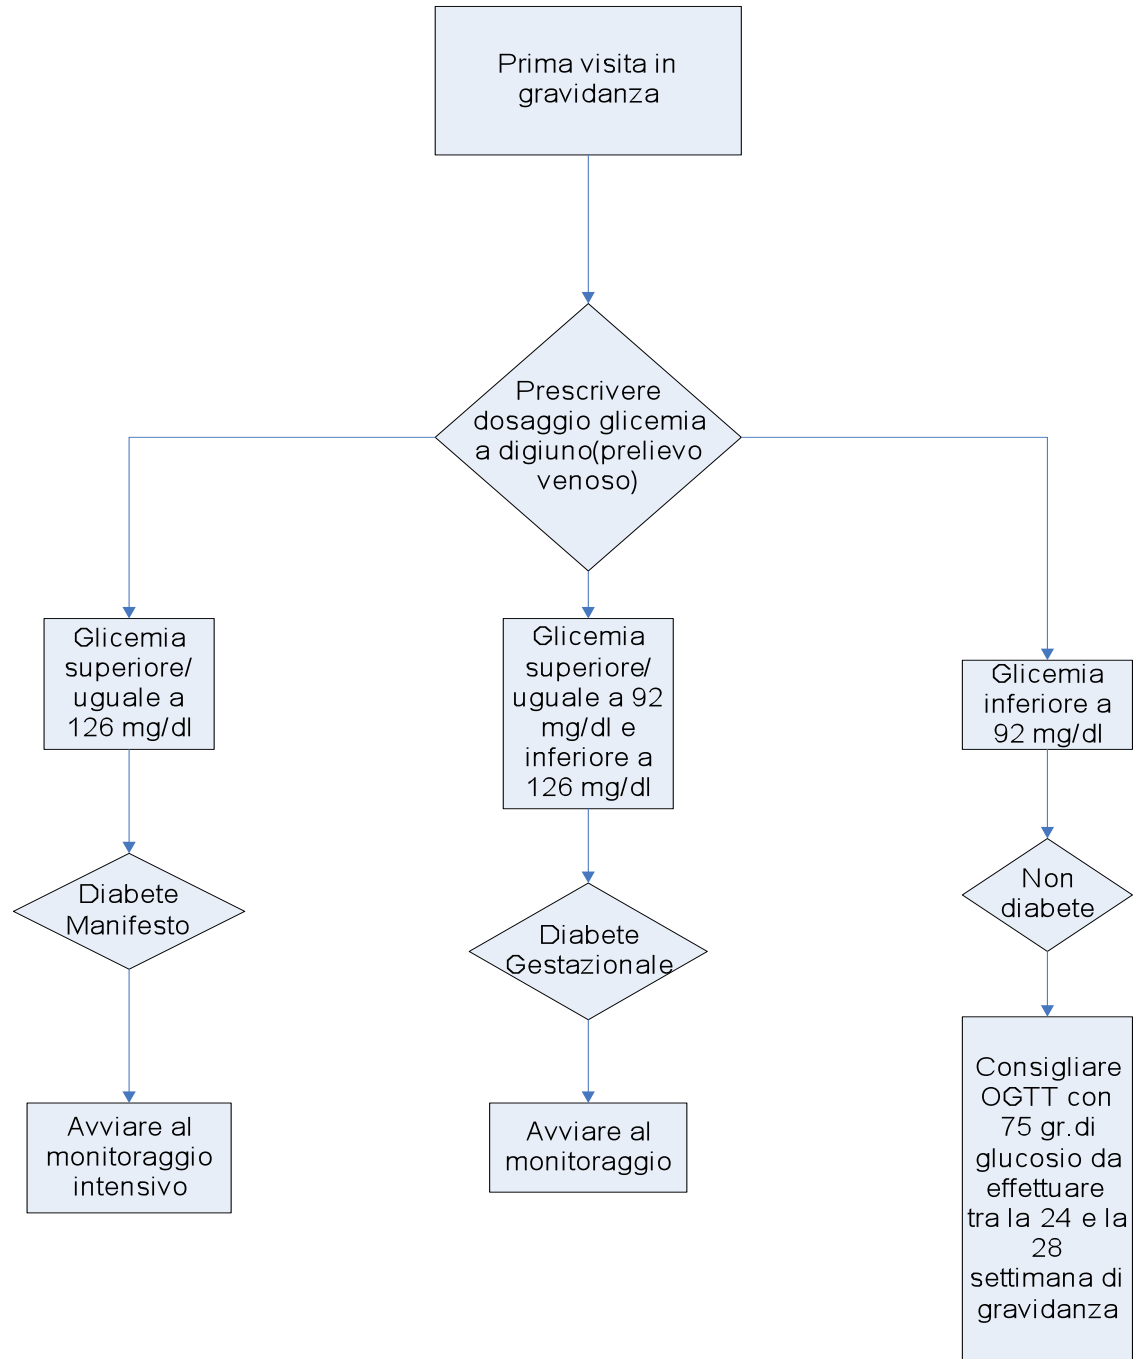 Prima visita in
gravidanza
Prescrivere
dosaggio glicemia
a digiuno(prelievo
venoso)
Glicemia
superiore/
uguale a
126 mg/dl
Glicemia
superiore/
uguale a 92
mg/dl e
inferiore a
126 mg/dl
Glicemia
inferiore a
92 mg/dl
Diabete
Manifesto
Diabete
Gestazionale
Non
diabete
Avviare al
monitoraggio
intensivo
Avviare al
monitoraggio
Consigliare
OGTT con
75 gr.di
glucosio da
effettuare
tra la 24 e la
28
settimana di
gravidanza